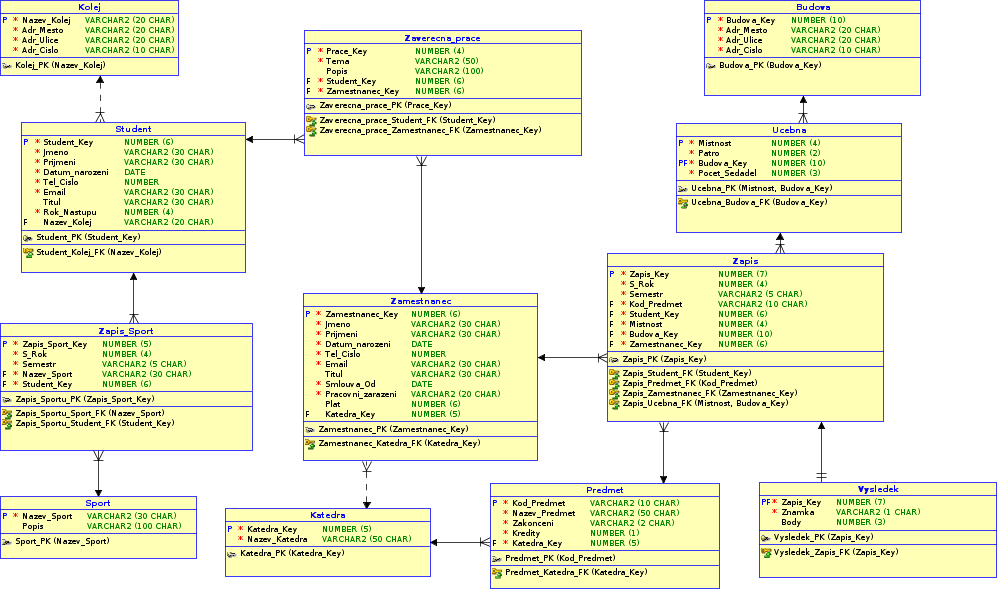 Kolej
P * Nazev_Kolej VARCHAR2 (20 CHAR)
* Adr_Mesto VARCHAR2 (20 CHAR)
* Adr_Ulice VARCHAR2 (20 CHAR)
* Adr_Cislo VARCHAR2 (10 CHAR)
Kolej_PK (Nazev_Kolej)
Zaverecna_prace
P * Prace_Key NUMBER (4)
* Tema VARCHAR2 (50)
Popis VARCHAR2 (100)
F * Student_Key NUMBER (6)
F * Zamestnanec_Key NUMBER (6)
Zaverecna_prace_PK (Prace_Key)
Zaverecna_prace_Student_FK (Student_Key)
Zaverecna_prace_Zamestnanec_FK (Zamestnanec_Key)
Budova
P * Budova_Key NUMBER (10)
* Adr_Mesto VARCHAR2 (20 CHAR)
* Adr_Ulice VARCHAR2 (20 CHAR)
* Adr_Cislo VARCHAR2 (10 CHAR)
Budova_PK (Budova_Key)
Student
P * Student_Key NUMBER (6)
* Jmeno VARCHAR2 (30 CHAR)
* Prijmeni VARCHAR2 (30 CHAR)
* Datum_narozeni DATE
* Tel_Cislo NUMBER
* Email VARCHAR2 (30 CHAR)
Titul VARCHAR2 (30 CHAR)
* Rok_Nastupu NUMBER (4)
F Nazev_Kolej VARCHAR2 (20 CHAR)
Student_PK (Student_Key)
Student_Kolej_FK (Nazev_Kolej)
Ucebna
P * Mistnost NUMBER (4)
* Patro NUMBER (2)
PF * Budova_Key NUMBER (10)
* Pocet_Sedadel NUMBER (3)
Ucebna_PK (Mistnost, Budova_Key)
Ucebna_Budova_FK (Budova_Key)
Zapis
P * Zapis_Key NUMBER (7)
* S_Rok NUMBER (4)
* Semestr VARCHAR2 (5 CHAR)
F * Kod_Predmet VARCHAR2 (10 CHAR)
F * Student_Key NUMBER (6)
F * Mistnost NUMBER (4)
F * Budova_Key NUMBER (10)
F * Zamestnanec_Key NUMBER (6)
Zapis_PK (Zapis_Key)
Zapis_Student_FK (Student_Key)
Zapis_Predmet_FK (Kod_Predmet)
Zapis_Zamestnanec_FK (Zamestnanec_Key)
Zapis_Ucebna_FK (Mistnost, Budova_Key)
Zamestnanec
P * Zamestnanec_Key NUMBER (6)
* Jmeno VARCHAR2 (30 CHAR)
* Prijmeni VARCHAR2 (30 CHAR)
* Datum_narozeni DATE
* Tel_Cislo NUMBER
* Email VARCHAR2 (30 CHAR)
Titul VARCHAR2 (30 CHAR)
* Smlouva_Od DATE
* Pracovni_zarazeni VARCHAR2 (20 CHAR)
Plat NUMBER (6)
F Katedra_Key NUMBER (5)
Zamestnanec_PK (Zamestnanec_Key)
Zamestnanec_Katedra_FK (Katedra_Key)
Zapis_Sport
P * Zapis_Sport_Key NUMBER (5)
* S_Rok NUMBER (4)
* Semestr VARCHAR2 (5 CHAR)
F * Nazev_Sport VARCHAR2 (30 CHAR)
F * Student_Key NUMBER (6)
Zapis_Sportu_PK (Zapis_Sport_Key)
Zapis_Sportu_Sport_FK (Nazev_Sport)
Zapis_Sportu_Student_FK (Student_Key)
Sport
P * Nazev_Sport VARCHAR2 (30 CHAR)
Popis VARCHAR2 (100 CHAR)
Sport_PK (Nazev_Sport)
Katedra
P * Katedra_Key NUMBER (5)
* Nazev_Katedra VARCHAR2 (50 CHAR)
Katedra_PK (Katedra_Key)
Predmet
P * Kod_Predmet VARCHAR2 (10 CHAR)
* Nazev_Predmet VARCHAR2 (50 CHAR)
* Zakonceni VARCHAR2 (2 CHAR)
* Kredity NUMBER (1)
F * Katedra_Key NUMBER (5)
Predmet_PK (Kod_Predmet)
Predmet_Katedra_FK (Katedra_Key)
Vysledek
PF * Zapis_Key NUMBER (7)
* Znamka VARCHAR2 (1 CHAR)
Body NUMBER (3)
Vysledek_PK (Zapis_Key)
Vysledek_Zapis_FK (Zapis_Key)